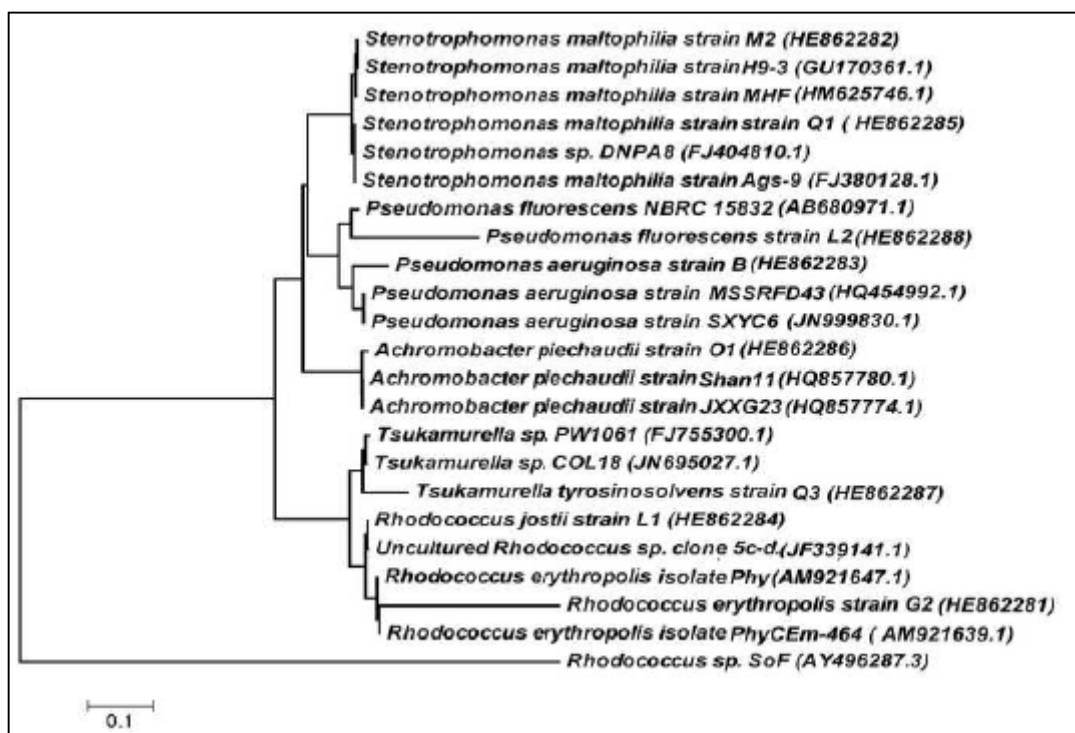 Stenotrophomonas maltophilia strain M2 (HE862282)
Stenotrophomonas maltophilia strain H9-3 (GU170361.1)
Stenotrophomonas maltophilia strain MHF (HM625746.1)
Stenotrophomonas maltophilia strain strain Q1 ( HE862285)
Stenotrophomonas sp. DNPA8 (FJ404810.1)
Stenotrophomonas maltophilia strain Ags-9 (FJ380128.1)
Pseudomonas fluorescens NBRC 15832 (AB680971.1)
Pseudomonas fluorescens strain L2 (HE862288)
Pseudomonas aeruginosa strain B (HE862283)
Pseudomonas aeruginosa strain MSSRFD43 (HQ454992.1)
Pseudomonas aeruginosa strain SXYC6 (JN999830.1)
Achromobacter piechaudii strain O1 (HE862286)
Achromobacter piechaudii strain Shan11 (HQ857780.1)
Achromobacter piechaudii strain JXXG23 (HQ857774.1)
Tsukamurella sp. PW1061 (FJ755300.1)
Tsukamurella sp. COL18 (JN695027.1)
Tsukamurella tyrosinosolvens strain Q3 (HE862287)
Rhodococcus jostii strain L1 (HE862284)
Uncultured Rhodococcus sp. clone 5c-d.(JF339141.1)
Rhodococcus erythropolis isolate Phy (AM921647.1)
Rhodococcus erythropolis strain G2 (HE862281)
Rhodococcus erythropolis isolate PhyCEm-464 ( AM921639.1)
Rhodococcus sp. SoF (AY496287.3)
0.1